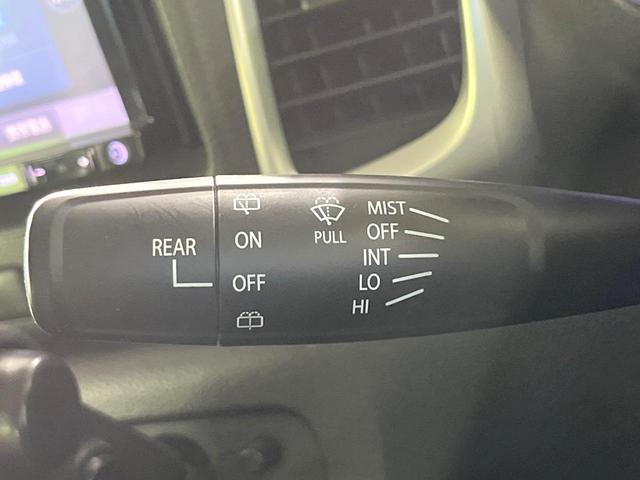 REAR
ON
OFF
PULL
MIST
OFF
INT
LO
HI